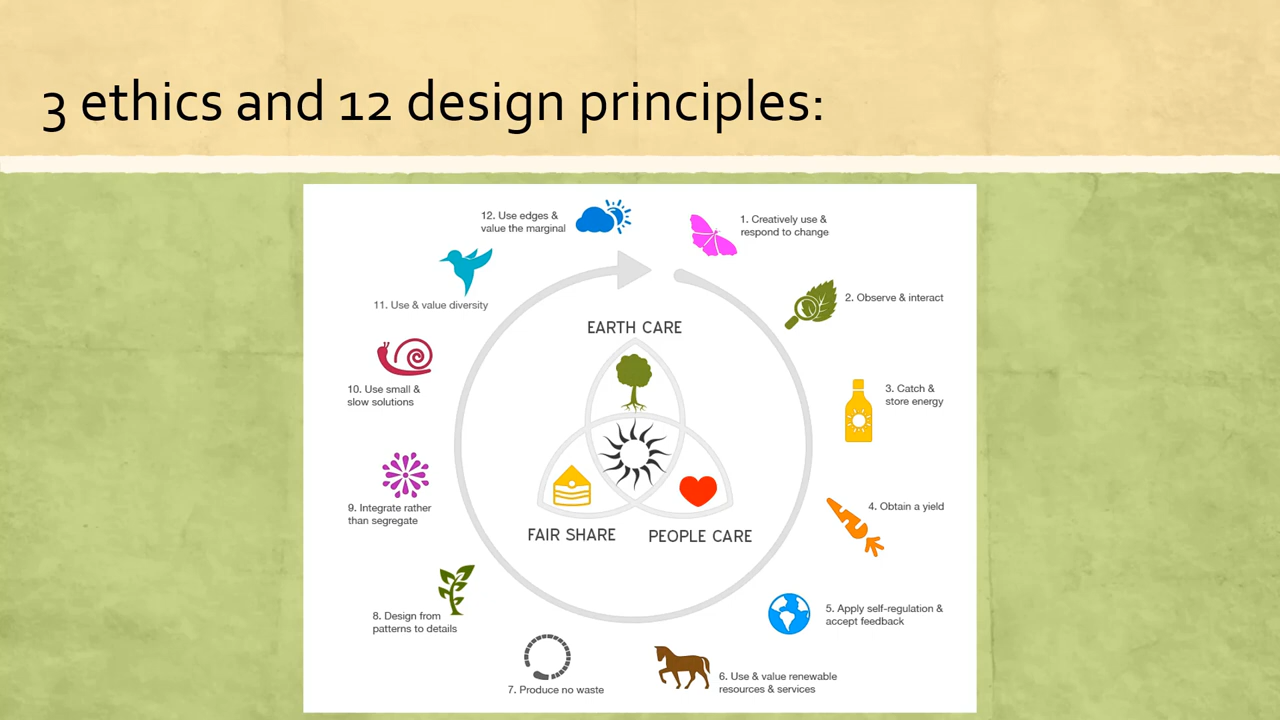 3 ethics and 12 design principles:
12. Use edges &
value the marginal
1. Creatively use &
respond to change
11. Use & value diversity
2. Observe & interact
EARTH CARE
10. Use small &
slow solutions
3. Catch &
store energy
9. Integrate rather
than segregate
4. Obtain a yield
FAIR SHARE
PEOPLE CARE
8. Design from
patterns to details
5. Apply self-regulation &
accept feedback
7. Produce no waste
6. Use & value renewable
resources & services